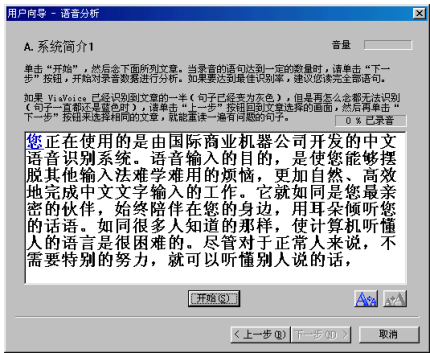 用户向导 - 语音分析
A. 系统简介1
音量
单击“开始”，然后念下面所列文章。当录音的语句达到一定的数量时，请单击“下一
步”按钮，开始对录音数据进行分析。如果要达到最佳识别率，建议您读完全部语句。
如果 ViaVoice 已经识别到文章的一半（句子已经变为灰色），但是再怎么念都无法识别
（句子一直都还是蓝色时），请单击“上一步”按钮回到文章选择的画面，然后再单击“
下一步”按钮来选择相同的文章，就能重读一遍有问题的句子。
0 % 已录音
您正在使用的是由国际商业机器公司开发的中文
语音识别系统。语音输入的目的，是使您能够摆
脱其他输入法难学难用的烦恼，更加自然、高效
地完成中文文字输入的工作。它就如同是您最亲
密的伙伴，始终陪伴在您的身边，用耳朵倾听您
的话语。如同很多人知道的那样，使计算机听懂
人的语言是很困难的。尽管对于正常人来说，不
需要特别的努力，就可以听懂别人说的话，
开始(S)
AA AA
< 上一步(B) 下一步(N) > 取消